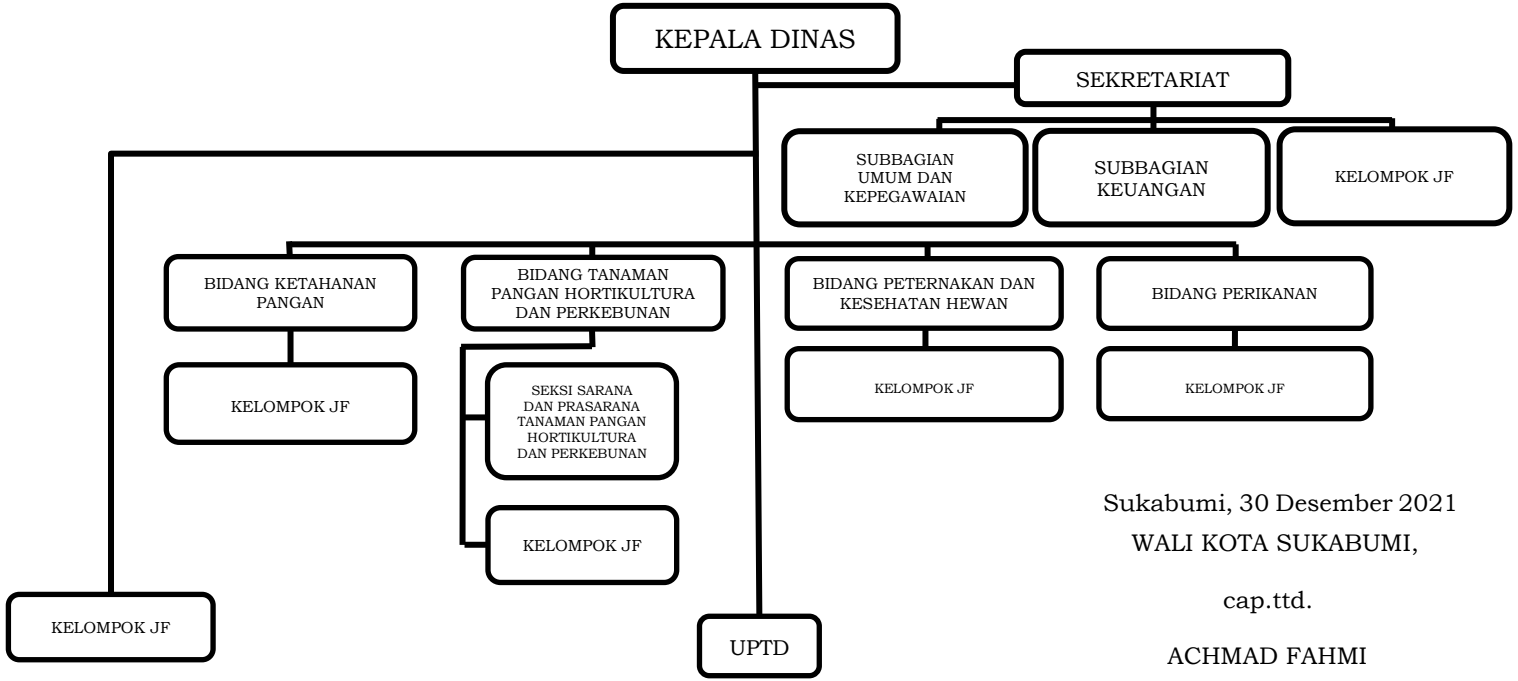 KEPALA DINAS
SEKRETARIAT
SUBBAGIAN
UMUM DAN
KEPEGAWAIAN
SUBBAGIAN
KEUANGAN
KELOMPOK JF
BIDANG KETAHANAN
PANGAN
BIDANG TANAMAN
PANGAN HORTIKULTURA
DAN PERKEBUNAN
BIDANG PETERNAKAN DAN
KESEHATAN HEWAN
BIDANG PERIKANAN
KELOMPOK JF
SEKSI SARANA
DAN PRASARANA
TANAMAN PANGAN
HORTIKULTURA
DAN PERKEBUNAN
KELOMPOK JF
KELOMPOK JF
KELOMPOK JF
KELOMPOK JF
UPTD
Sukabumi, 30 Desember 2021
WALI KOTA SUKABUMI,
cap.ttd.
ACHMAD FAHMI